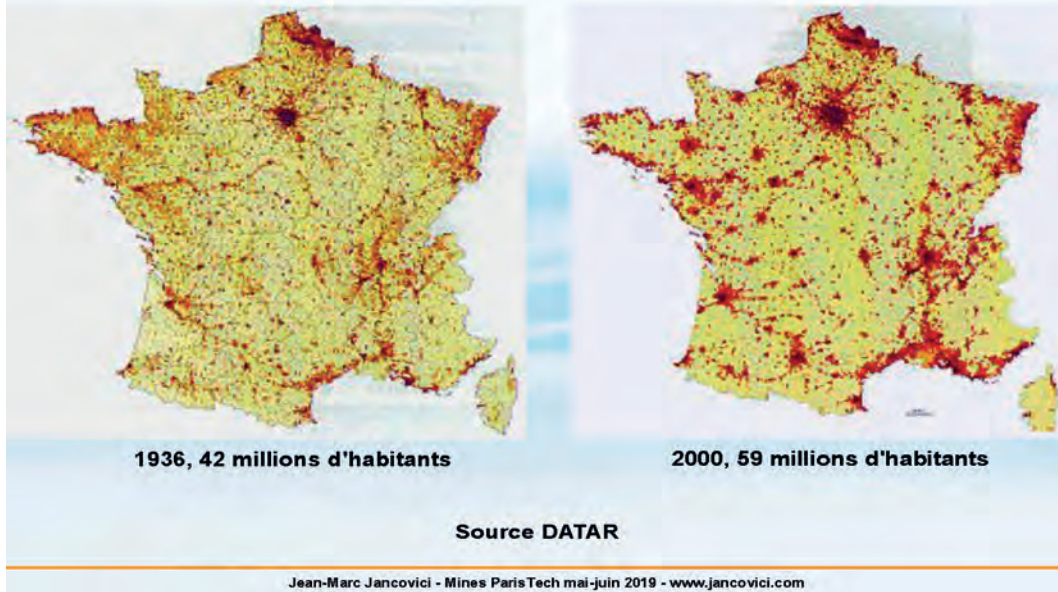 1936, 42 millions d'habitants
2000, 59 millions d'habitants
Source DATAR
Jean-Marc Jancovici - Mines ParisTech mai-juin 2019 - www.jancovici.com